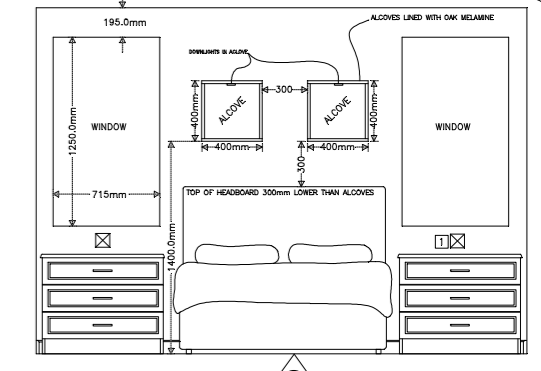 195.0mm
ALCOVES LINED WITH OAK MELAMINE
DOWNLIGHTS IN ACLOVE
1250.0mm
WINDOW
715mm
400mm
ALCOVE
400mm
300
ALCOVE
400mm
400mm
WINDOW
300
1400.0mm
TOP OF HEADBOARD 300mm LOWER THAN ALCOVES
1